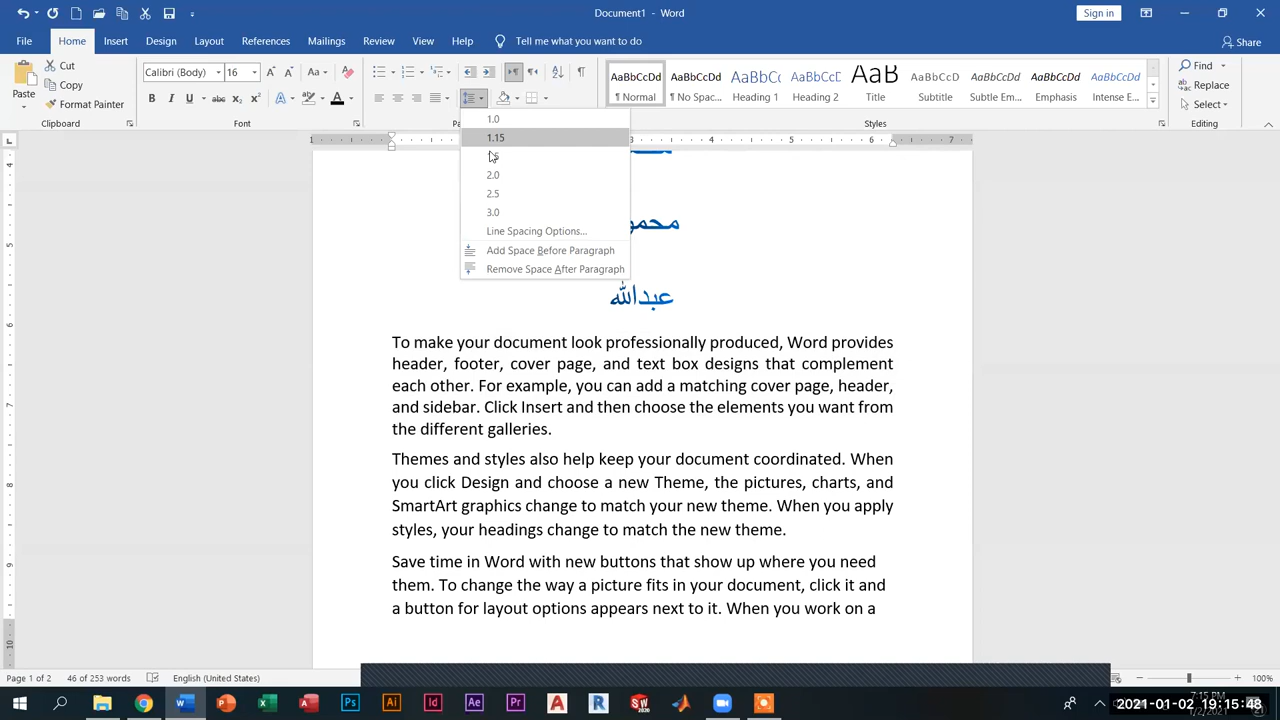 Document1 - Word
Sign in
File Home Insert Design Layout References Mailings Review View Help Tell me what you want to do Share
Cut
Copy
Format Painter
Paste
Calibri (Body) 16
AaBbCcDd AaBbCcDd AaBbCc AaBbCcC AaB AaBbCcD AaBbCcDd AaBbCcDd AaBbCcDd
¶ Normal ¶ No Spac... Heading 1 Heading 2 Title Subtitle Subtle Em... Emphasis Intense E...
Find
Replace
Select
Clipboard
Font
Styles
Editing
1.0
1.15
2.0
2.5
3.0
Line Spacing Options...
Add Space Before Paragraph
Remove Space After Paragraph
عبدالله
To make your document look professionally produced, Word provides
header, footer, cover page, and text box designs that complement
each other. For example, you can add a matching cover page, header,
and sidebar. Click Insert and then choose the elements you want from
the different galleries.
Themes and styles also help keep your document coordinated. When
you click Design and choose a new Theme, the pictures, charts, and
SmartArt graphics change to match your new theme. When you apply
styles, your headings change to match the new theme.
Save time in Word with new buttons that show up where you need
them. To change the way a picture fits in your document, click it and
a button for layout options appears next to it. When you work on a
Page 1 of 2 46 of 253 words English (United States) 100%
2021-01-02 19:15:48